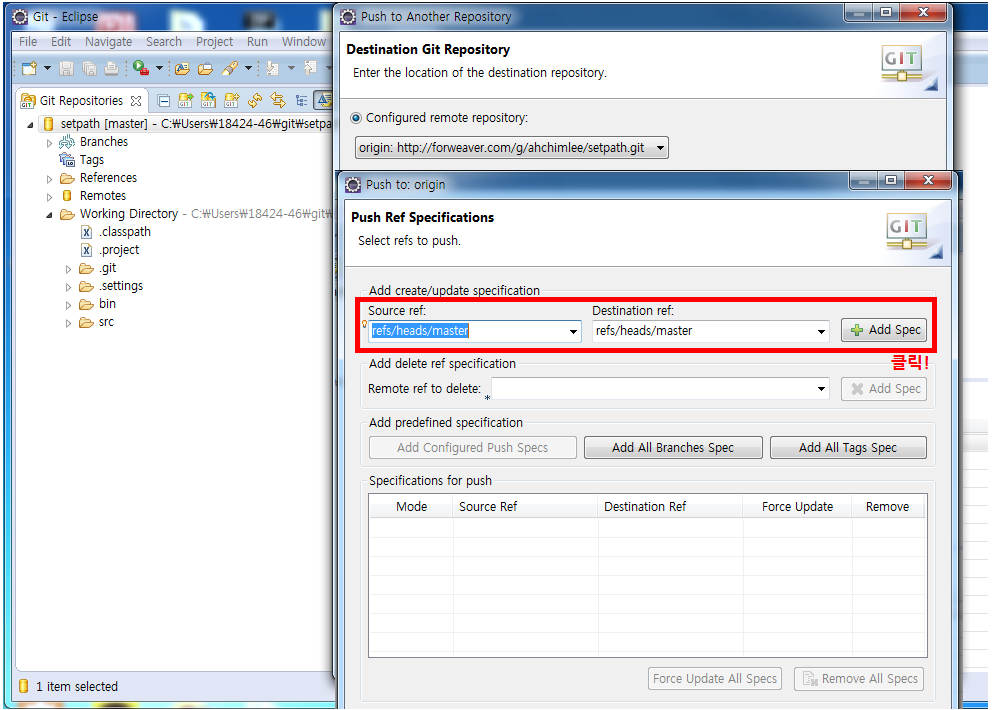 Git - Eclipse
File Edit Navigate Search Project Run Window
Git Repositories
setpath [master] - C:₩Users₩18424-46₩git₩setpa
Branches
Tags
References
Remotes
Working Directory - C:₩Users₩18424-46₩git₩
.classpath
.project
.git
.settings
bin
src
1 item selected
Push to Another Repository
Destination Git Repository
Enter the location of the destination repository.
GIT
Configured remote repository:
origin: http://forweaver.com/g/ahchimlee/setpath.git
Push to: origin
Push Ref Specifications
Select refs to push.
GIT
Add create/update specification
Source ref: Destination ref:
refs/heads/master refs/heads/master Add Spec
클릭!
Add delete ref specification
Remote ref to delete: * Add Spec
Add predefined specification
Add Configured Push Specs Add All Branches Spec Add All Tags Spec
Specifications for push
Mode Source Ref Destination Ref Force Update Remove
Force Update All Specs Remove All Specs